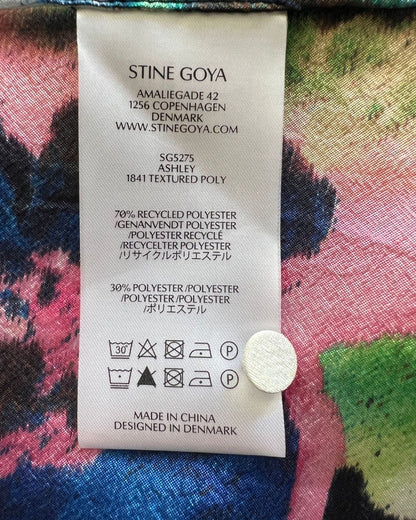 STINE GOYA
AMALIEGADE 42
1256 COPENHAGEN
DENMARK
WWW.STINEGOYA.COM
SG5275
ASHLEY
1841 TEXTURED POLY
70% RECYCLED POLYESTER
/GENANVENDT POLYESTER
/POLYESTER RECYCLÉ
/RECYCELTER POLYESTER
/リサイクルポリエステル
30% POLYESTER /POLYESTER
/POLYESTER /POLYESTER
/ポリエステル
30 P
P
MADE IN CHINA
DESIGNED IN DENMARK